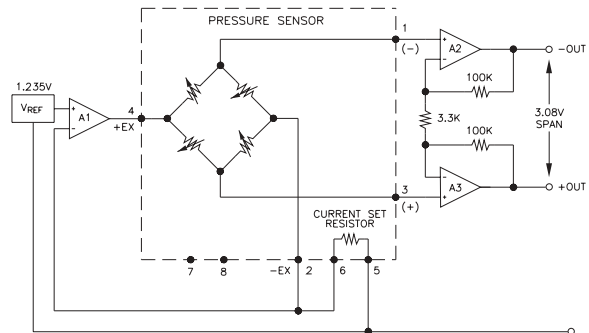 PRESSURE SENSOR
1
(-)
+
A2
-
-OUT
100K
1.235V
VREF
+
A1
-
4
+EX
3.3K
3.08V
SPAN
100K
-
A3
+
+OUT
3
(+)
CURRENT SET
RESISTOR
7
8
-EX
2
6
5